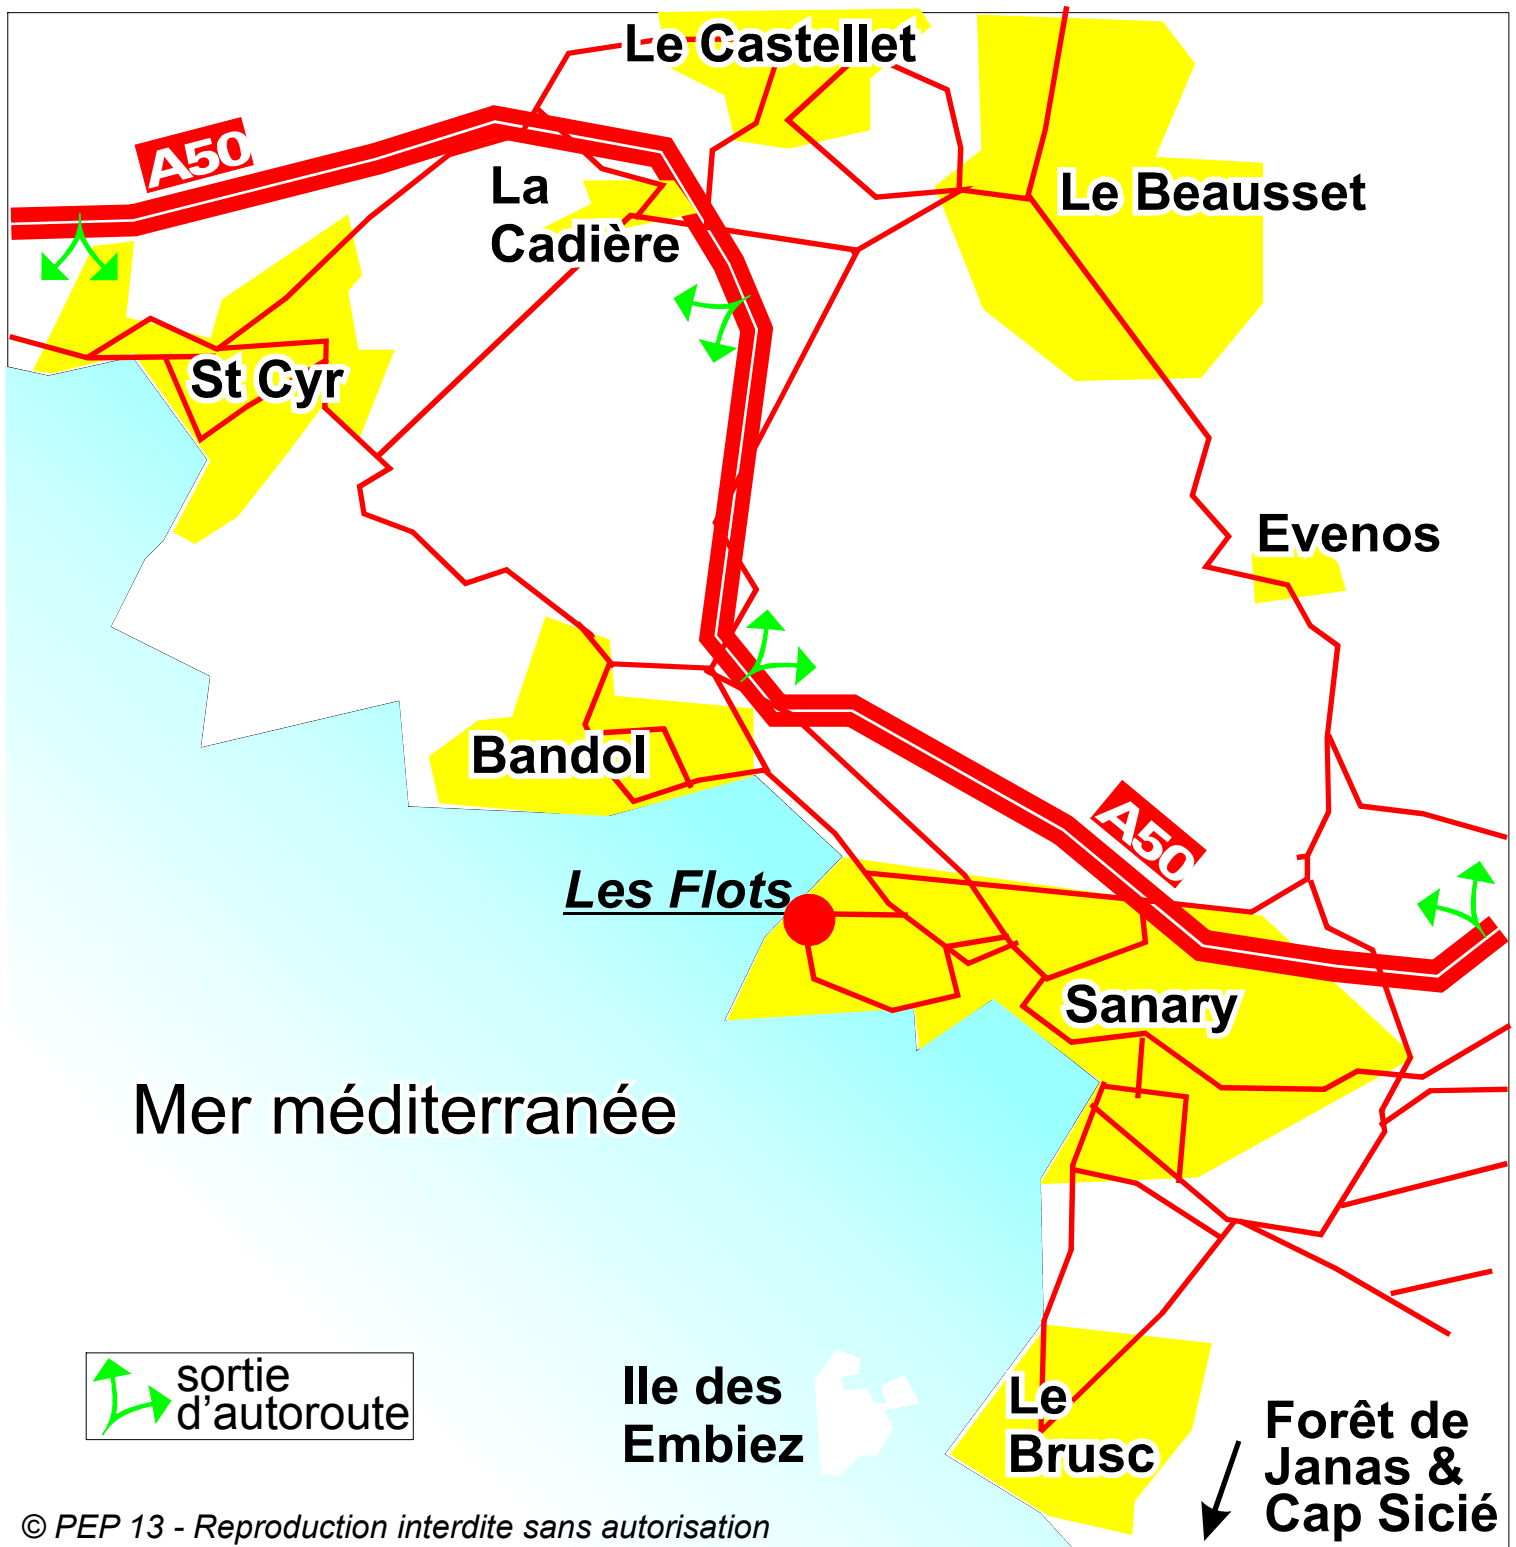 Le Castellet
A50
La
Cadière
Le Beausset
St Cyr
Evenos
Bandol
A50
Les Flots
Sanary
Mer méditerranée
sortie
d’autoroute
Ile des
Embiez
Le
Brusc
Forêt de
Janas &
Cap Sicié
© PEP 13 - Reproduction interdite sans autorisation